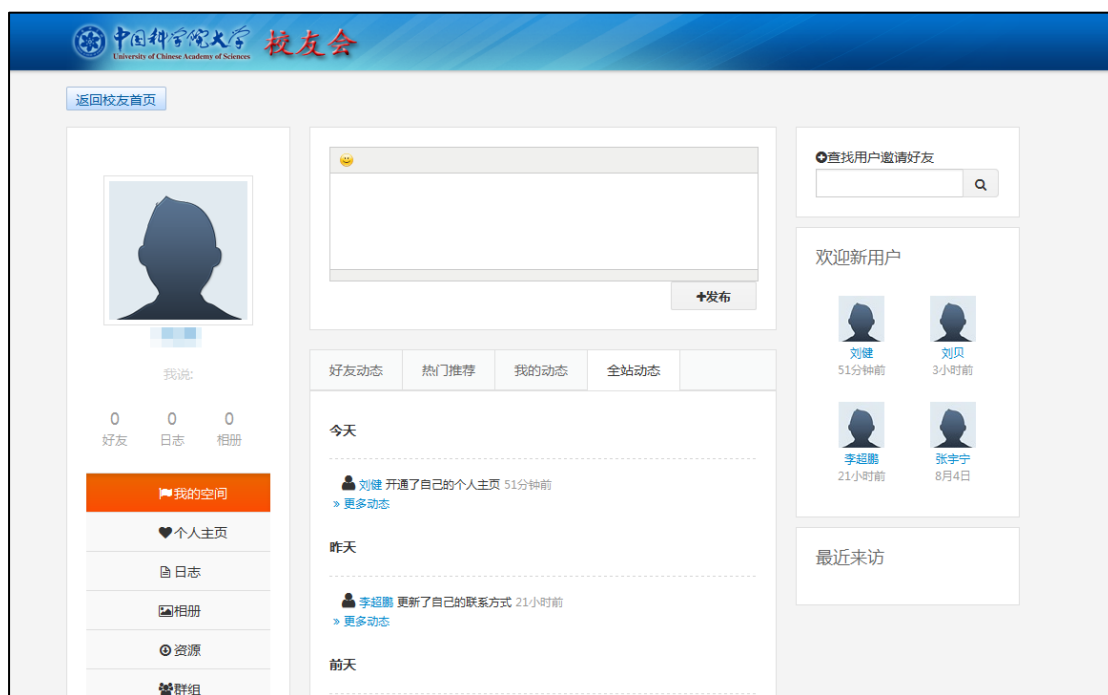 中国科学院大学 校友会
University of Chinese Academy of Sciences
返回校友首页
我说:
0 0 0
好友 日志 相册
我的空间
个人主页
日志
相册
资源
群组
+发布
好友动态 热门推荐 我的动态 全站动态
今天
刘健 开通了自己的个人主页 51分钟前
» 更多动态
昨天
李超鹏 更新了自己的联系方式 21小时前
» 更多动态
前天
查找用户邀请好友
欢迎新用户
刘健 刘贝
51分钟前 3小时前
李超鹏 张宇宁
21小时前 8月4日
最近来访